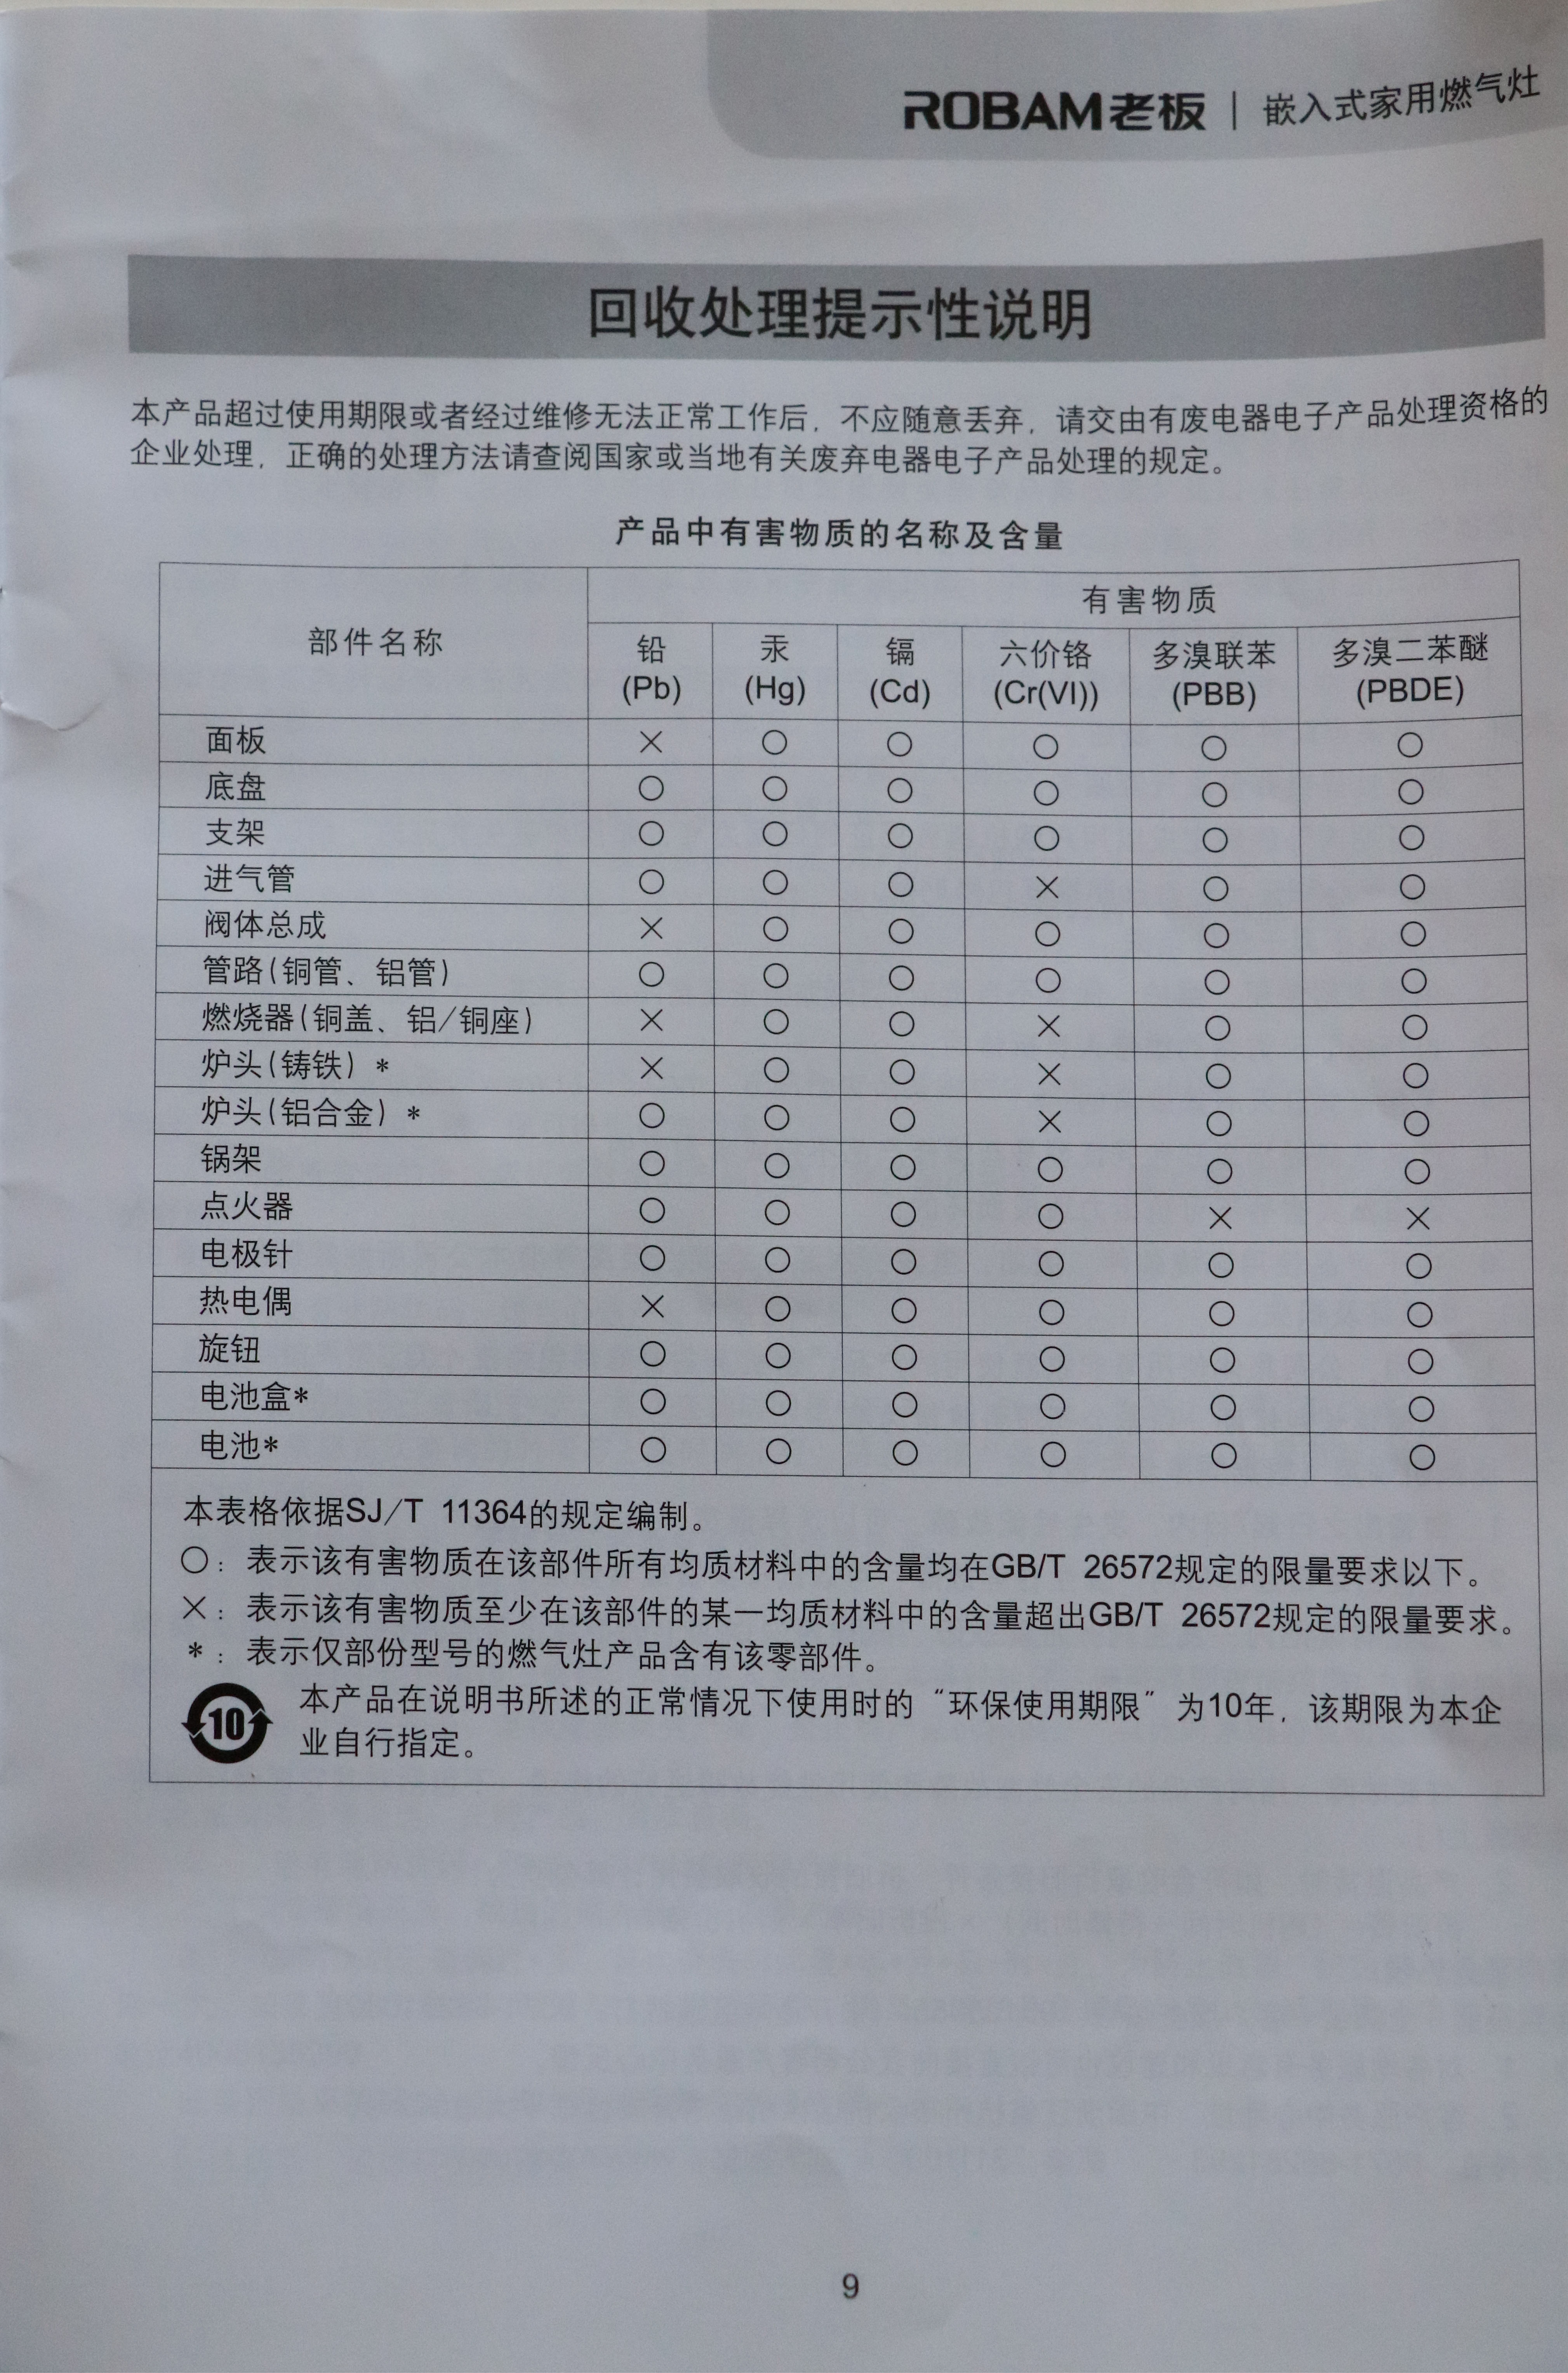 ROBAM老板 | 嵌入式家用燃气灶
回收处理提示性说明
本产品超过使用期限或者经过维修无法正常工作后，不应随意丢弃，请交由有废电器电子产品处理资格的
企业处理，正确的处理方法请查阅国家或当地有关废弃电器电子产品处理的规定。
产品中有害物质的名称及含量
部件名称 有害物质
铅 汞 镉 六价铬 多溴联苯 多溴二苯醚
(Pb) (Hg) (Cd) (Cr(VI)) (PBB) (PBDE)
面板 × ○ ○ ○ ○ ○
底盘 ○ ○ ○ ○ ○ ○
支架 ○ ○ ○ ○ ○ ○
进气管 ○ ○ ○ × ○ ○
阀体总成 × ○ ○ ○ ○ ○
管路(铜管、铝管) ○ ○ ○ ○ ○ ○
燃烧器(铜盖、铝/铜座) × ○ ○ × ○ ○
炉头(铸铁) * × ○ ○ × ○ ○
炉头(铝合金) * ○ ○ ○ × ○ ○
锅架 ○ ○ ○ ○ ○ ○
点火器 ○ ○ ○ ○ × ×
电极针 ○ ○ ○ ○ ○ ○
热电偶 × ○ ○ ○ ○ ○
旋钮 ○ ○ ○ ○ ○ ○
电池盒* ○ ○ ○ ○ ○ ○
电池* ○ ○ ○ ○ ○ ○
本表格依据SJ/T 11364的规定编制。
○：表示该有害物质在该部件所有均质材料中的含量均在GB/T 26572规定的限量要求以下。
×：表示该有害物质至少在该部件的某一均质材料中的含量超出GB/T 26572规定的限量要求。
*：表示仅部份型号的燃气灶产品含有该零部件。
10 本产品在说明书所述的正常情况下使用时的“环保使用期限”为10年，该期限为本企
业自行指定。
9